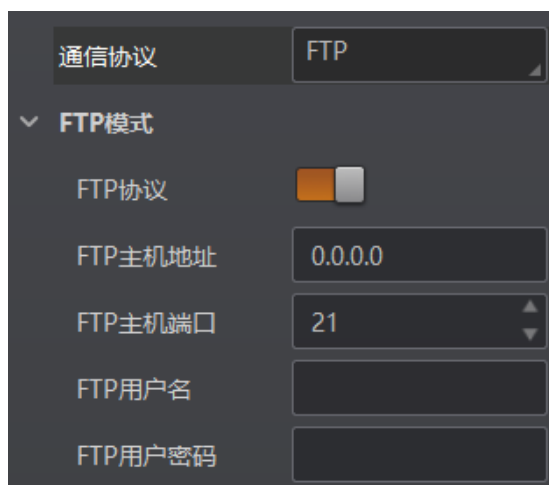 通信协议 FTP
FTP模式
FTP协议
FTP主机地址 0.0.0.0
FTP主机端口 21
FTP用户名
FTP用户密码